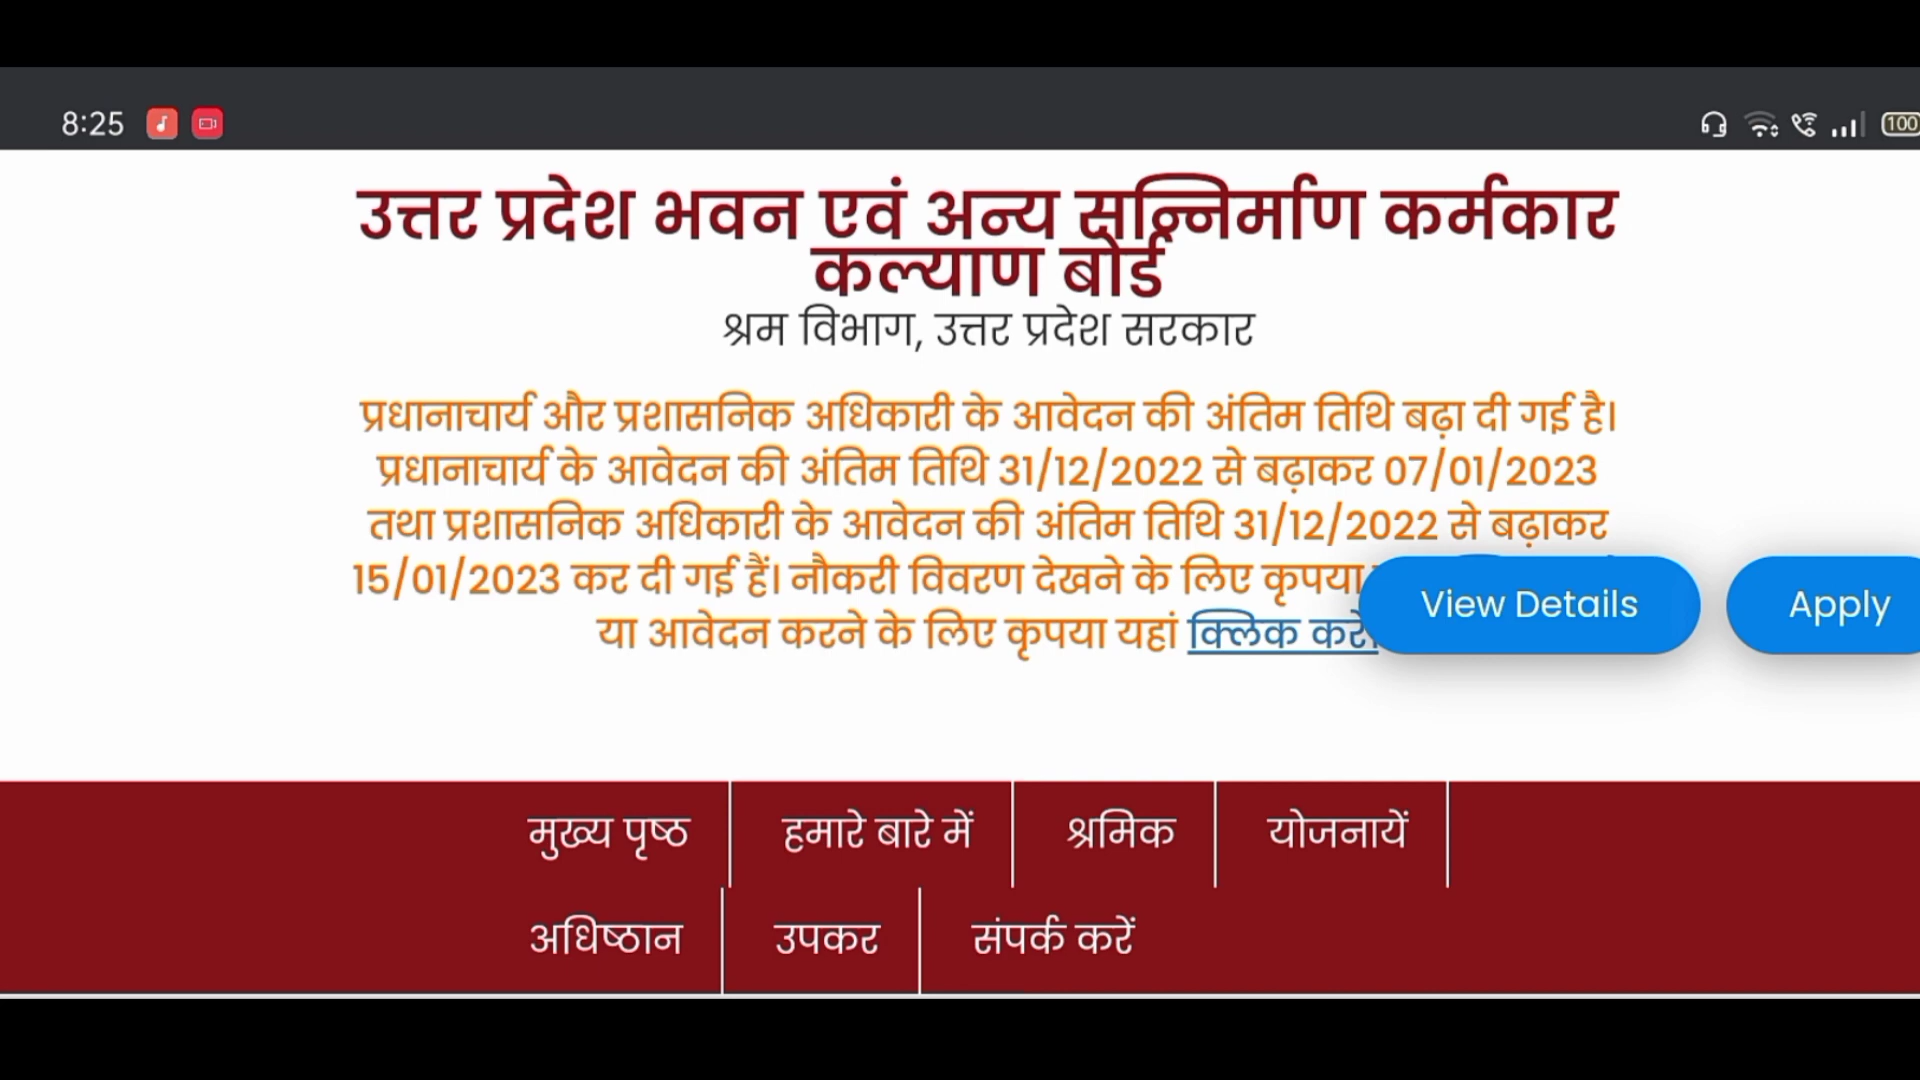 8:25
100
उत्तर प्रदेश भवन एवं अन्य सन्निर्माण कर्मकार
कल्याण बोर्ड
श्रम विभाग, उत्तर प्रदेश सरकार
प्रधानाचार्य और प्रशासनिक अधिकारी के आवेदन की अंतिम तिथि बढ़ा दी गई है।
प्रधानाचार्य के आवेदन की अंतिम तिथि 31/12/2022 से बढ़ाकर 07/01/2023
तथा प्रशासनिक अधिकारी के आवेदन की अंतिम तिथि 31/12/2022 से बढ़ाकर
15/01/2023 कर दी गई हैं। नौकरी विवरण देखने के लिए कृपया
या आवेदन करने के लिए कृपया यहां क्लिक करें।
View Details
Apply
मुख्य पृष्ठ
हमारे बारे में
श्रमिक
योजनायें
अधिष्ठान
उपकर
संपर्क करें